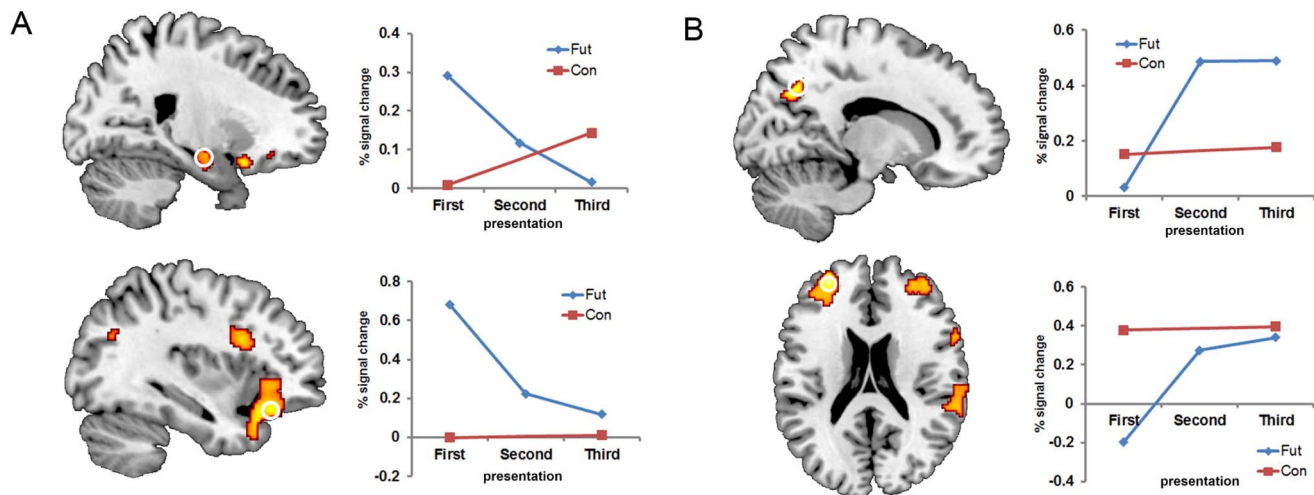 A
0.4
0.3
0.2
0.1
0
% signal change
Fut
Con
First Second Third
presentation
0.8
0.6
0.4
0.2
0
-0.2
% signal change
Fut
Con
First Second Third
presentation
B
0.6
0.4
0.2
0
% signal change
Fut
Con
First Second Third
presentation
0.6
0.4
0.2
0
-0.2
-0.4
% signal change
First Second Third
Fut
Con
presentation